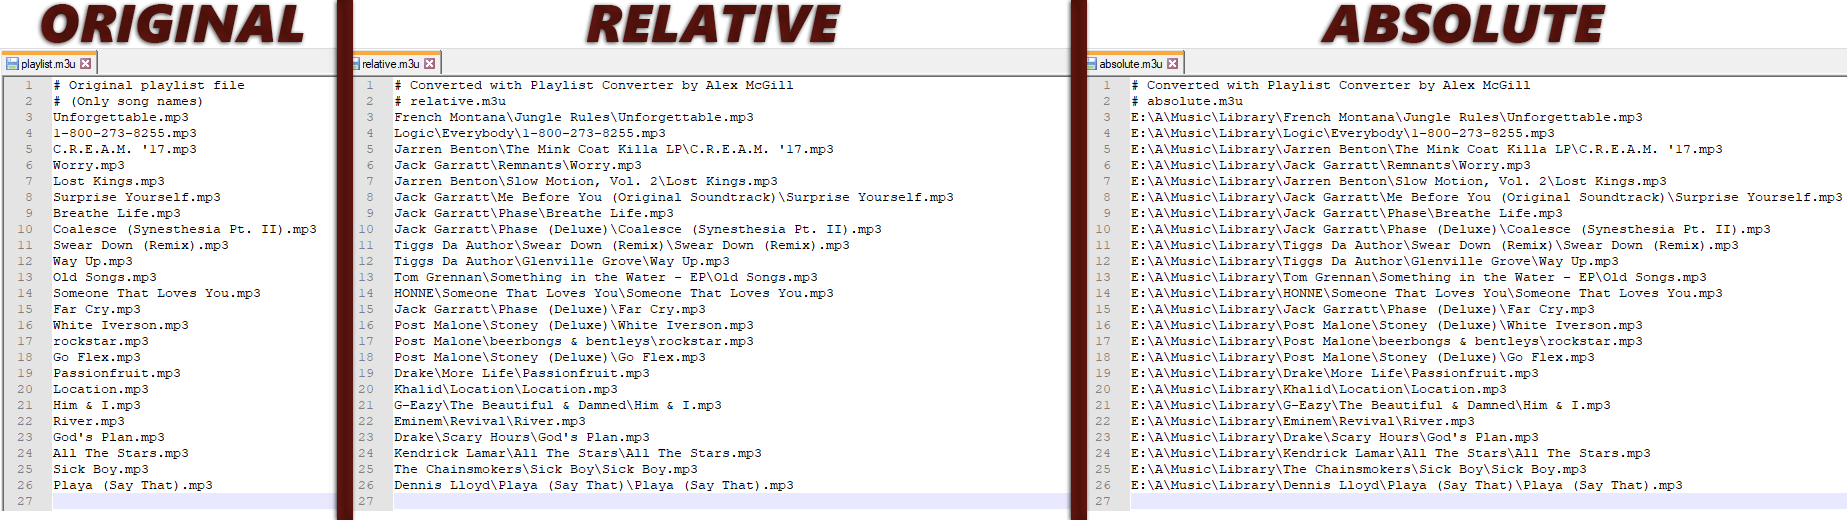 ORIGINAL
playlist.m3u
1 # Original playlist file
2 # (Only song names)
3 Unforgettable.mp3
4 1-800-273-8255.mp3
5 C.R.E.A.M. '17.mp3
6 Worry.mp3
7 Lost Kings.mp3
8 Surprise Yourself.mp3
9 Breathe Life.mp3
10 Coalesce (Synesthesia Pt. II).mp3
11 Swear Down (Remix).mp3
12 Way Up.mp3
13 Old Songs.mp3
14 Someone That Loves You.mp3
15 Far Cry.mp3
16 White Iverson.mp3
17 rockstar.mp3
18 Go Flex.mp3
19 Passionfruit.mp3
20 Location.mp3
21 Him & I.mp3
22 River.mp3
23 God's Plan.mp3
24 All The Stars.mp3
25 Sick Boy.mp3
26 Playa (Say That).mp3
27
RELATIVE
relative.m3u
1 # Converted with Playlist Converter by Alex McGill
2 # relative.m3u
3 French Montana\Jungle Rules\Unforgettable.mp3
4 Logic\Everybody\1-800-273-8255.mp3
5 Jarren Benton\The Mink Coat Killa LP\C.R.E.A.M. '17.mp3
6 Jack Garratt\Remnants\Worry.mp3
7 Jarren Benton\Slow Motion, Vol. 2\Lost Kings.mp3
8 Jack Garratt\Me Before You (Original Soundtrack)\Surprise Yourself.mp3
9 Jack Garratt\Phase\Breathe Life.mp3
10 Jack Garratt\Phase (Deluxe)\Coalesce (Synesthesia Pt. II).mp3
11 Tiggs Da Author\Swear Down (Remix)\Swear Down (Remix).mp3
12 Tiggs Da Author\Glenville Grove\Way Up.mp3
13 Tom Grennan\Something in the Water - EP\Old Songs.mp3
14 HONNE\Someone That Loves You\Someone That Loves You.mp3
15 Jack Garratt\Phase (Deluxe)\Far Cry.mp3
16 Post Malone\Stoney (Deluxe)\White Iverson.mp3
17 Post Malone\beerbongs & bentleys\rockstar.mp3
18 Post Malone\Stoney (Deluxe)\Go Flex.mp3
19 Drake\More Life\Passionfruit.mp3
20 Khalid\Location\Location.mp3
21 G-Eazy\The Beautiful & Damned\Him & I.mp3
22 Eminem\Revival\River.mp3
23 Drake\Scary Hours\God's Plan.mp3
24 Kendrick Lamar\All The Stars\All The Stars.mp3
25 The Chainsmokers\Sick Boy\Sick Boy.mp3
26 Dennis Lloyd\Playa (Say That)\Playa (Say That).mp3
27
ABSOLUTE
absolute.m3u
1 # Converted with Playlist Converter by Alex McGill
2 # absolute.m3u
3 E:\A\Music\Library\French Montana\Jungle Rules\Unforgettable.mp3
4 E:\A\Music\Library\Logic\Everybody\1-800-273-8255.mp3
5 E:\A\Music\Library\Jarren Benton\The Mink Coat Killa LP\C.R.E.A.M. '17.mp3
6 E:\A\Music\Library\Jack Garratt\Remnants\Worry.mp3
7 E:\A\Music\Library\Jarren Benton\Slow Motion, Vol. 2\Lost Kings.mp3
8 E:\A\Music\Library\Jack Garratt\Me Before You (Original Soundtrack)\Surprise Yourself.mp3
9 E:\A\Music\Library\Jack Garratt\Phase\Breathe Life.mp3
10 E:\A\Music\Library\Jack Garratt\Phase (Deluxe)\Coalesce (Synesthesia Pt. II).mp3
11 E:\A\Music\Library\Tiggs Da Author\Swear Down (Remix)\Swear Down (Remix).mp3
12 E:\A\Music\Library\Tiggs Da Author\Glenville Grove\Way Up.mp3
13 E:\A\Music\Library\Tom Grennan\Something in the Water - EP\Old Songs.mp3
14 E:\A\Music\Library\HONNE\Someone That Loves You\Someone That Loves You.mp3
15 E:\A\Music\Library\Jack Garratt\Phase (Deluxe)\Far Cry.mp3
16 E:\A\Music\Library\Post Malone\Stoney (Deluxe)\White Iverson.mp3
17 E:\A\Music\Library\Post Malone\beerbongs & bentleys\rockstar.mp3
18 E:\A\Music\Library\Post Malone\Stoney (Deluxe)\Go Flex.mp3
19 E:\A\Music\Library\Drake\More Life\Passionfruit.mp3
20 E:\A\Music\Library\Khalid\Location\Location.mp3
21 E:\A\Music\Library\G-Eazy\The Beautiful & Damned\Him & I.mp3
22 E:\A\Music\Library\Eminem\Revival\River.mp3
23 E:\A\Music\Library\Drake\Scary Hours\God's Plan.mp3
24 E:\A\Music\Library\Kendrick Lamar\All The Stars\All The Stars.mp3
25 E:\A\Music\Library\The Chainsmokers\Sick Boy\Sick Boy.mp3
26 E:\A\Music\Library\Dennis Lloyd\Playa (Say That)\Playa (Say That).mp3
27